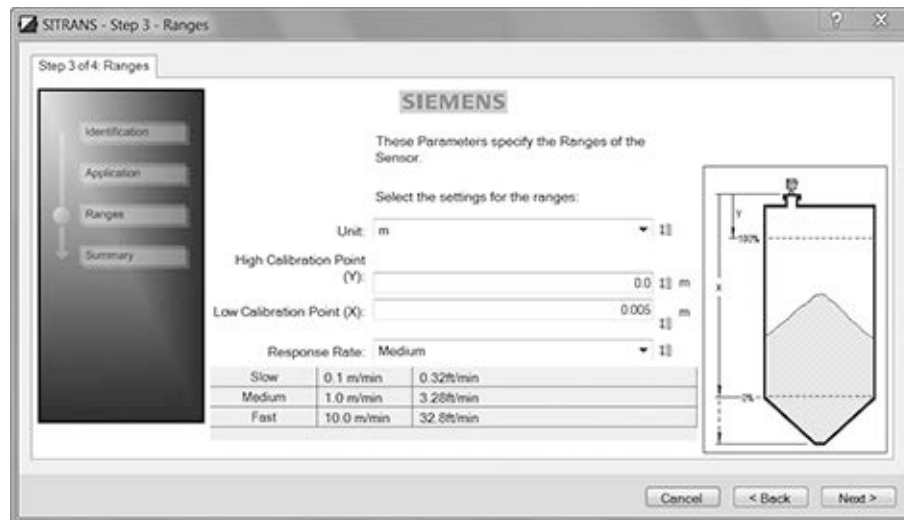 SITRANS - Step 3 - Ranges
Step 3 of 4: Ranges
SIEMENS
Identification
Application
Ranges
Summary
These Parameters specify the Ranges of the
Sensor.
Select the settings for the ranges:
Unit: m
High Calibration Point
(Y): 0.0 m
Low Calibration Point (X): 0.005 m
Response Rate: Medium
Slow 0.1 m/min 0.32ft/min
Medium 1.0 m/min 3.28ft/min
Fast 10.0 m/min 32.8ft/min
Y
100%
X
0%
Cancel < Back Next >